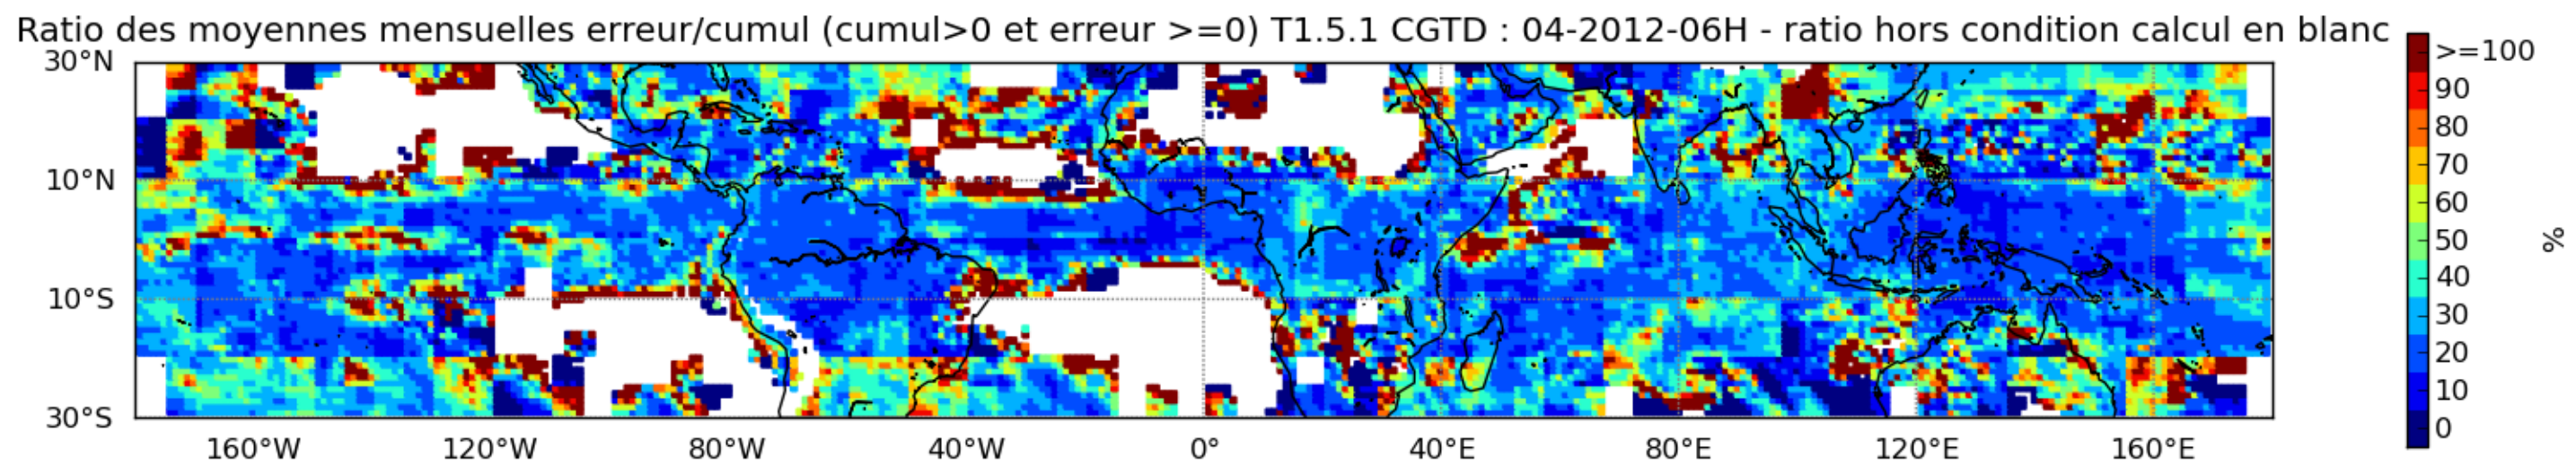 Ratio des moyennes mensuelles erreur/cumul (cumul>0 et erreur >=0) T1.5.1 CGTD : 04-2012-06H - ratio hors condition calcul en blanc
30°N
10°N
10°S
30°S
160°W 120°W 80°W 40°W 0° 40°E 80°E 120°E 160°E
>=100
90
80
70
60
50
40
30
20
10
0
%